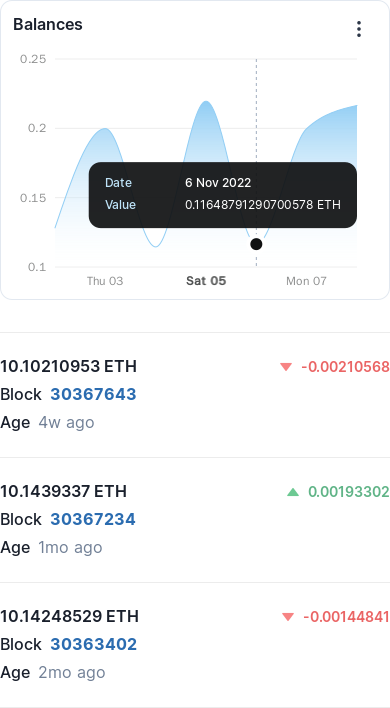 Balances
0.25
0.2
0.15
0.1
Date 6 Nov 2022
Value 0.11648791290700578 ETH
Thu 03 Sat 05 Mon 07
10.10210953 ETH -0.00210568
Block 30367643
Age 4w ago
10.1439337 ETH 0.00193302
Block 30367234
Age 1mo ago
10.14248529 ETH -0.00144841
Block 30363402
Age 2mo ago